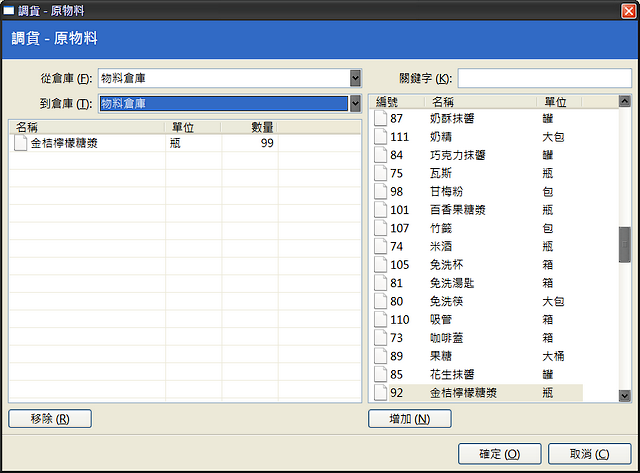 調貨 - 原物料
調貨 - 原物料
從倉庫 (F): 物料倉庫
到倉庫 (T): 物料倉庫
名稱 單位 數量
金桔檸檬糖漿 瓶 99
移除 (R)
關鍵字 (K):
編號 名稱 單位
87 奶酥抹醬 罐
111 奶精 大包
84 巧克力抹醬 罐
75 瓦斯 瓶
98 甘梅粉 包
101 百香果糖漿 瓶
107 竹籤 包
74 米酒 瓶
105 免洗杯 箱
81 免洗湯匙 箱
80 免洗筷 大包
110 吸管 箱
73 咖啡蓋 箱
89 果糖 大桶
85 花生抹醬 罐
92 金桔檸檬糖漿 瓶
增加 (N)
確定 (O) 取消 (C)